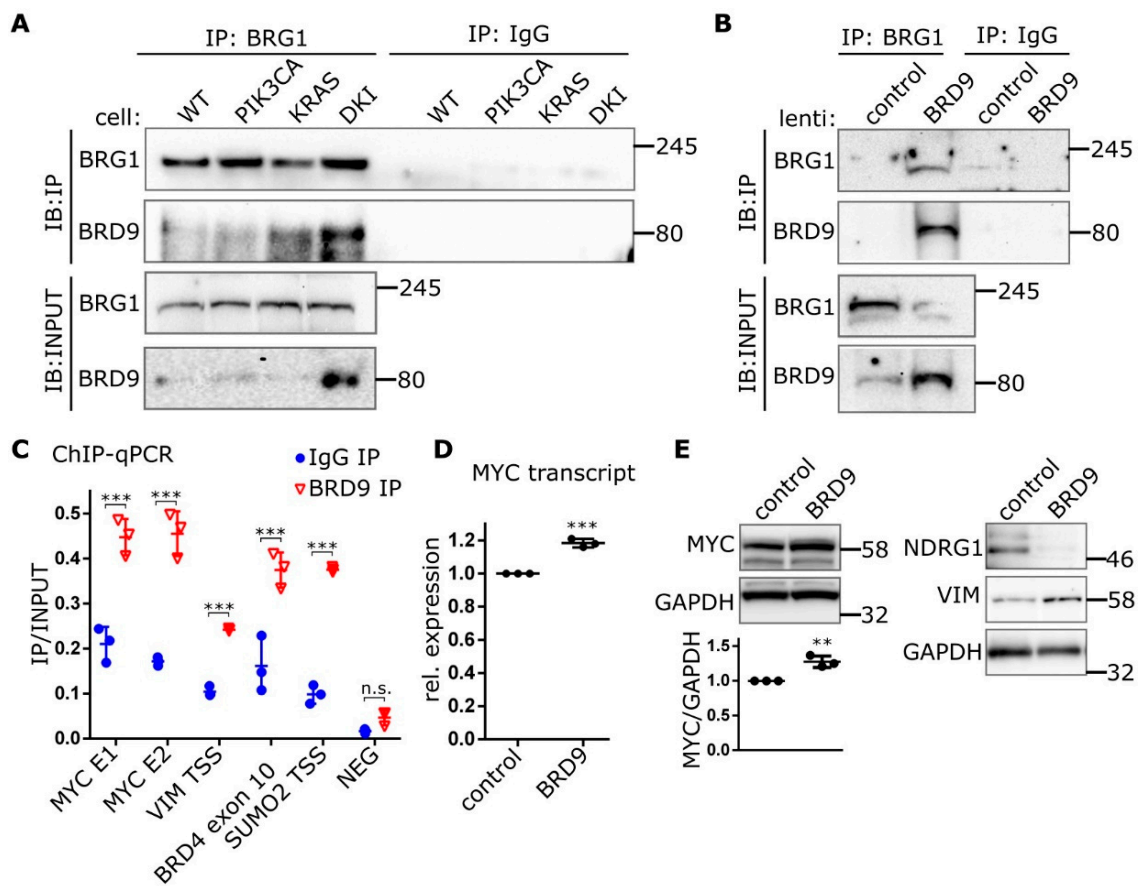 A
IP: BRG1 IP: IgG
cell: WT PIK3CA KRAS DKI WT PIK3CA KRAS DKI
IB:IP
BRG1 245
BRD9 80
IB:INPUT
BRG1 245
BRD9 80
B
IP: BRG1 IP: IgG
lenti: control BRD9 control BRD9
IB:IP
BRG1 245
BRD9 80
IB:INPUT
BRG1 245
BRD9 80
C ChIP-qPCR
IgG IP
BRD9 IP
*** *** *** *** *** n.s.
IP/INPUT
0.5
0.4
0.3
0.2
0.1
0.0
MYC E1 MYC E2 VIM TSS BRD4 exon 10 SUMO2 TSS NEG
D
MYC transcript
***
rel. expression
1.2
1.0
0.8
0.6
0.4
0.2
0.0
control BRD9
E
control BRD9
MYC 58
GAPDH 32
**
MYC/GAPDH
1.5
1.0
0.5
0.0
control BRD9
NDRG1 46
VIM 58
GAPDH 32